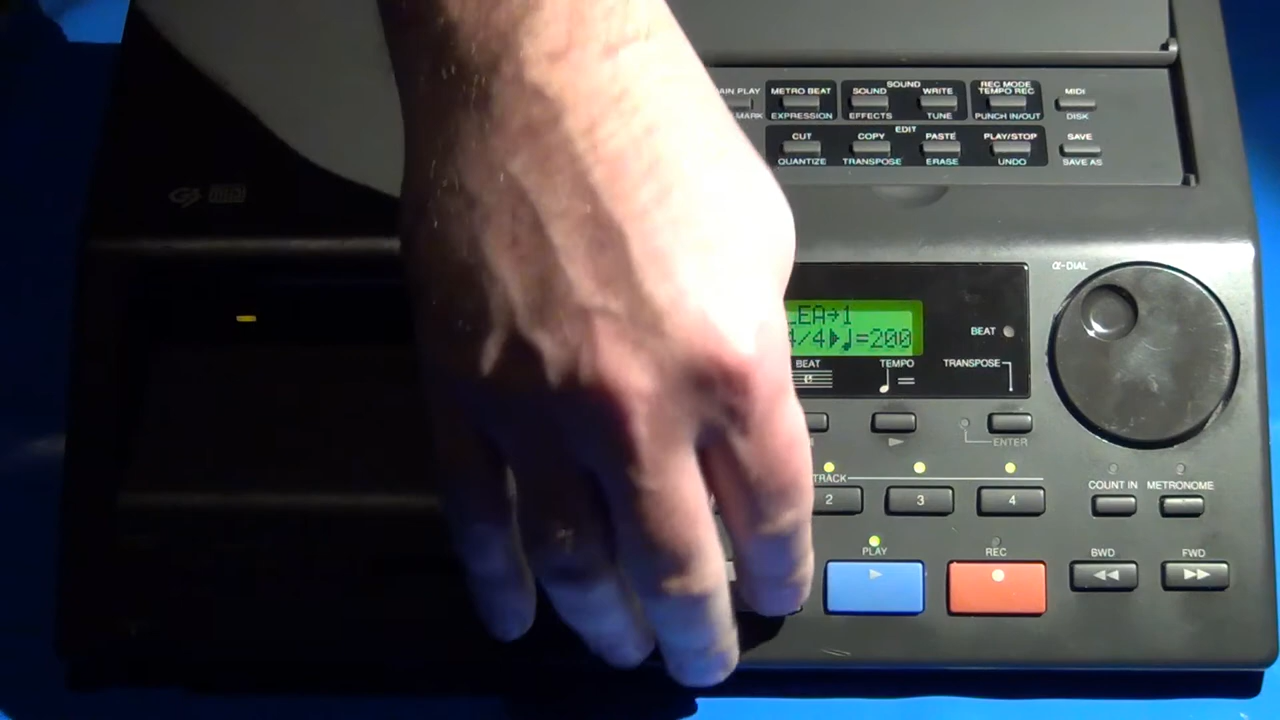 AIN PLAY
METRO BEAT
SOUND
SOUND
WRITE
REC MODE
TEMPO REC
MIDI
MARK
EXPRESSION
EFFECTS
TUNE
PUNCH IN/OUT
DISK
EDIT
CUT
COPY
PASTE
PLAY/STOP
SAVE
QUANTIZE
TRANSPOSE
ERASE
UNDO
SAVE AS
GS
α-DIAL
LEA→1
4/4▶♩=200
BEAT
BEAT
TEMPO
TRANSPOSE
ENTER
TRACK
2
3
4
COUNT IN
METRONOME
PLAY
REC
BWD
FWD